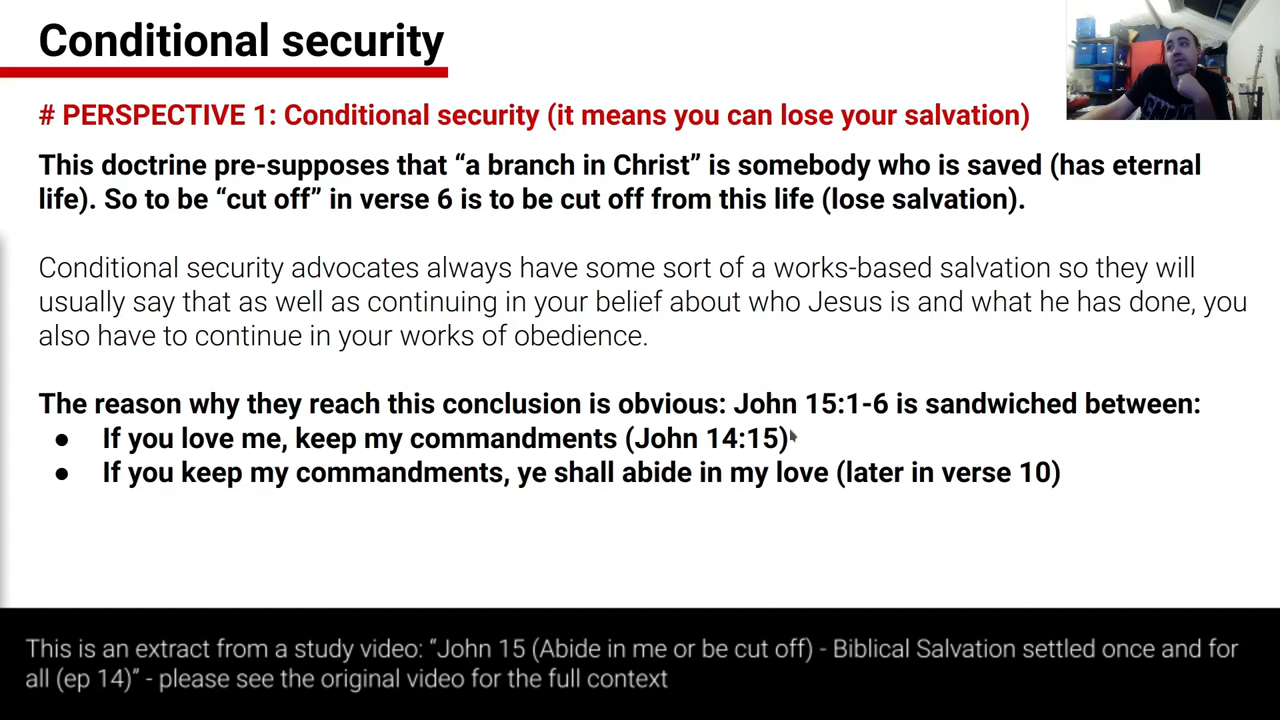 Conditional security
# PERSPECTIVE 1: Conditional security (it means you can lose your salvation)
This doctrine pre-supposes that “a branch in Christ” is somebody who is saved (has eternal
life). So to be “cut off” in verse 6 is to be cut off from this life (lose salvation).
Conditional security advocates always have some sort of a works-based salvation so they will
usually say that as well as continuing in your belief about who Jesus is and what he has done, you
also have to continue in your works of obedience.
The reason why they reach this conclusion is obvious: John 15:1-6 is sandwiched between:
● If you love me, keep my commandments (John 14:15)
● If you keep my commandments, ye shall abide in my love (later in verse 10)
This is an extract from a study video: “John 15 (Abide in me or be cut off) - Biblical Salvation settled once and for
all (ep 14)” - please see the original video for the full context